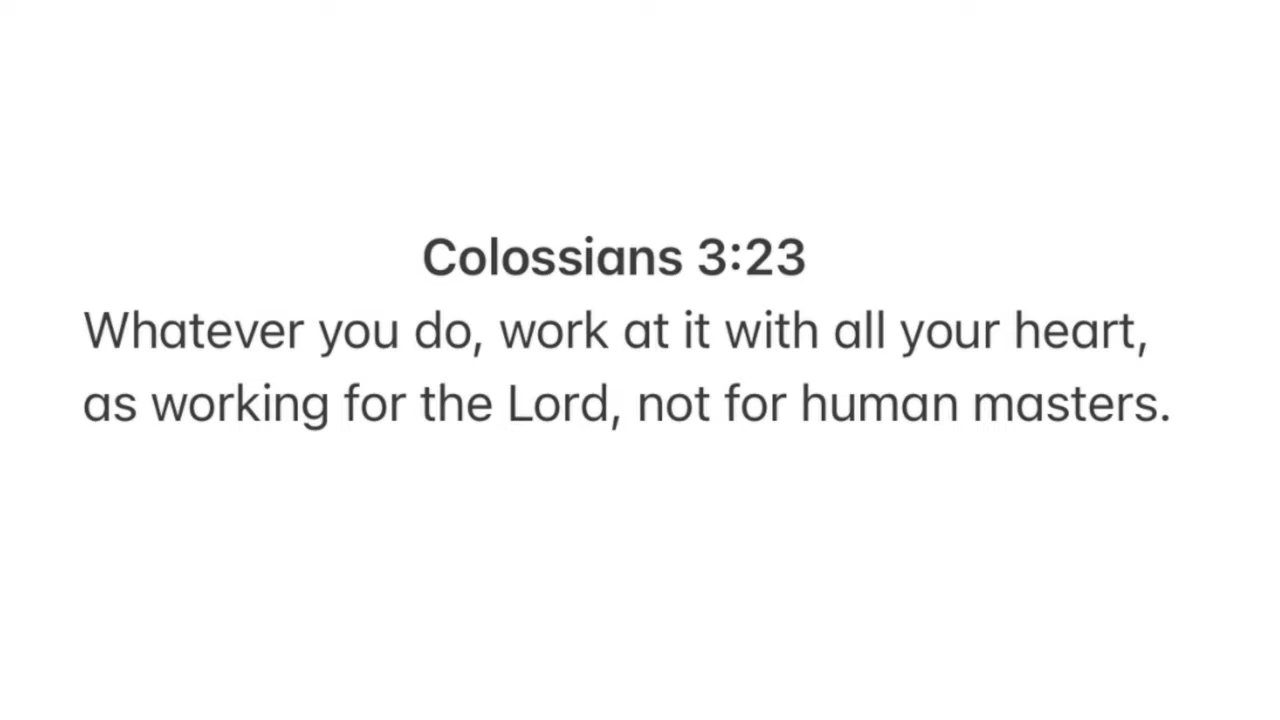 Colossians 3:23
Whatever you do, work at it with all your heart,
as working for the Lord, not for human masters.